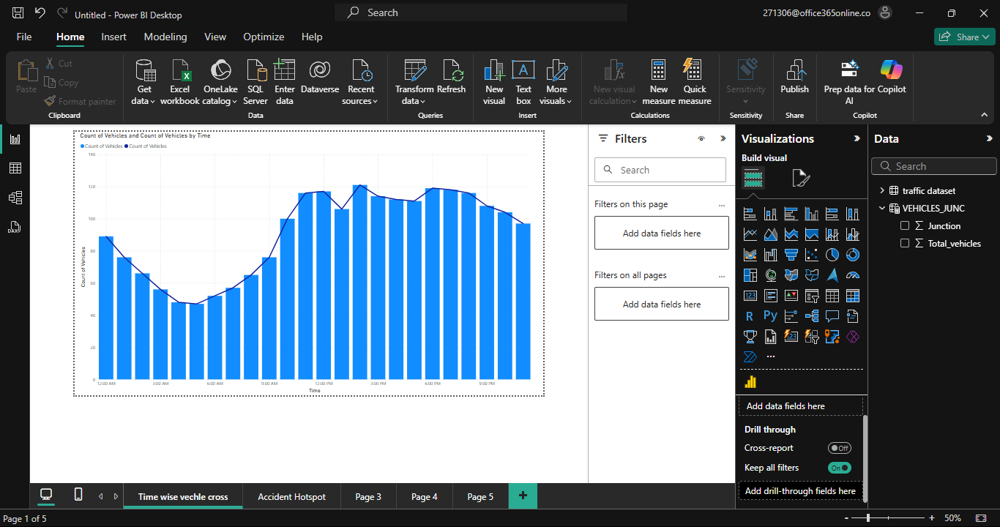 Untitled - Power BI Desktop
Search
271306@office365online.co
File Home Insert Modeling View Optimize Help
Share
Paste
Cut
Copy
Format painter
Clipboard
Get data
Excel workbook
OneLake catalog
SQL Server
Enter data
Dataverse
Recent sources
Data
Transform data
Refresh
Queries
New visual
Text box
More visuals
Insert
New visual calculation
New measure
Quick measure
Calculations
Sensitivity
Sensitivity
Publish
Share
Prep data for AI
Copilot
Copilot
Count of Vehicles and Count of Vehicles by Time
Count of Vehicles Count of Vehicles
140
120
100
80
60
40
20
0
Count of Vehicles
12:00 AM 3:00 AM 6:00 AM 9:00 AM 12:00 PM 3:00 PM 6:00 PM 9:00 PM
Time
Filters
Search
Filters on this page
...
Add data fields here
Filters on all pages
...
Add data fields here
Visualizations
Build visual
123
R
Py
123
...
Add data fields here
Drill through
Cross-report
Off
Keep all filters
On
Add drill-through fields here
Data
Search
traffic dataset
VEHICLES_JUNC
Junction
Total_vehicles
DAX
Time wise vechle cross
Accident Hotspot
Page 3
Page 4
Page 5
+
Page 1 of 5
- + 50%